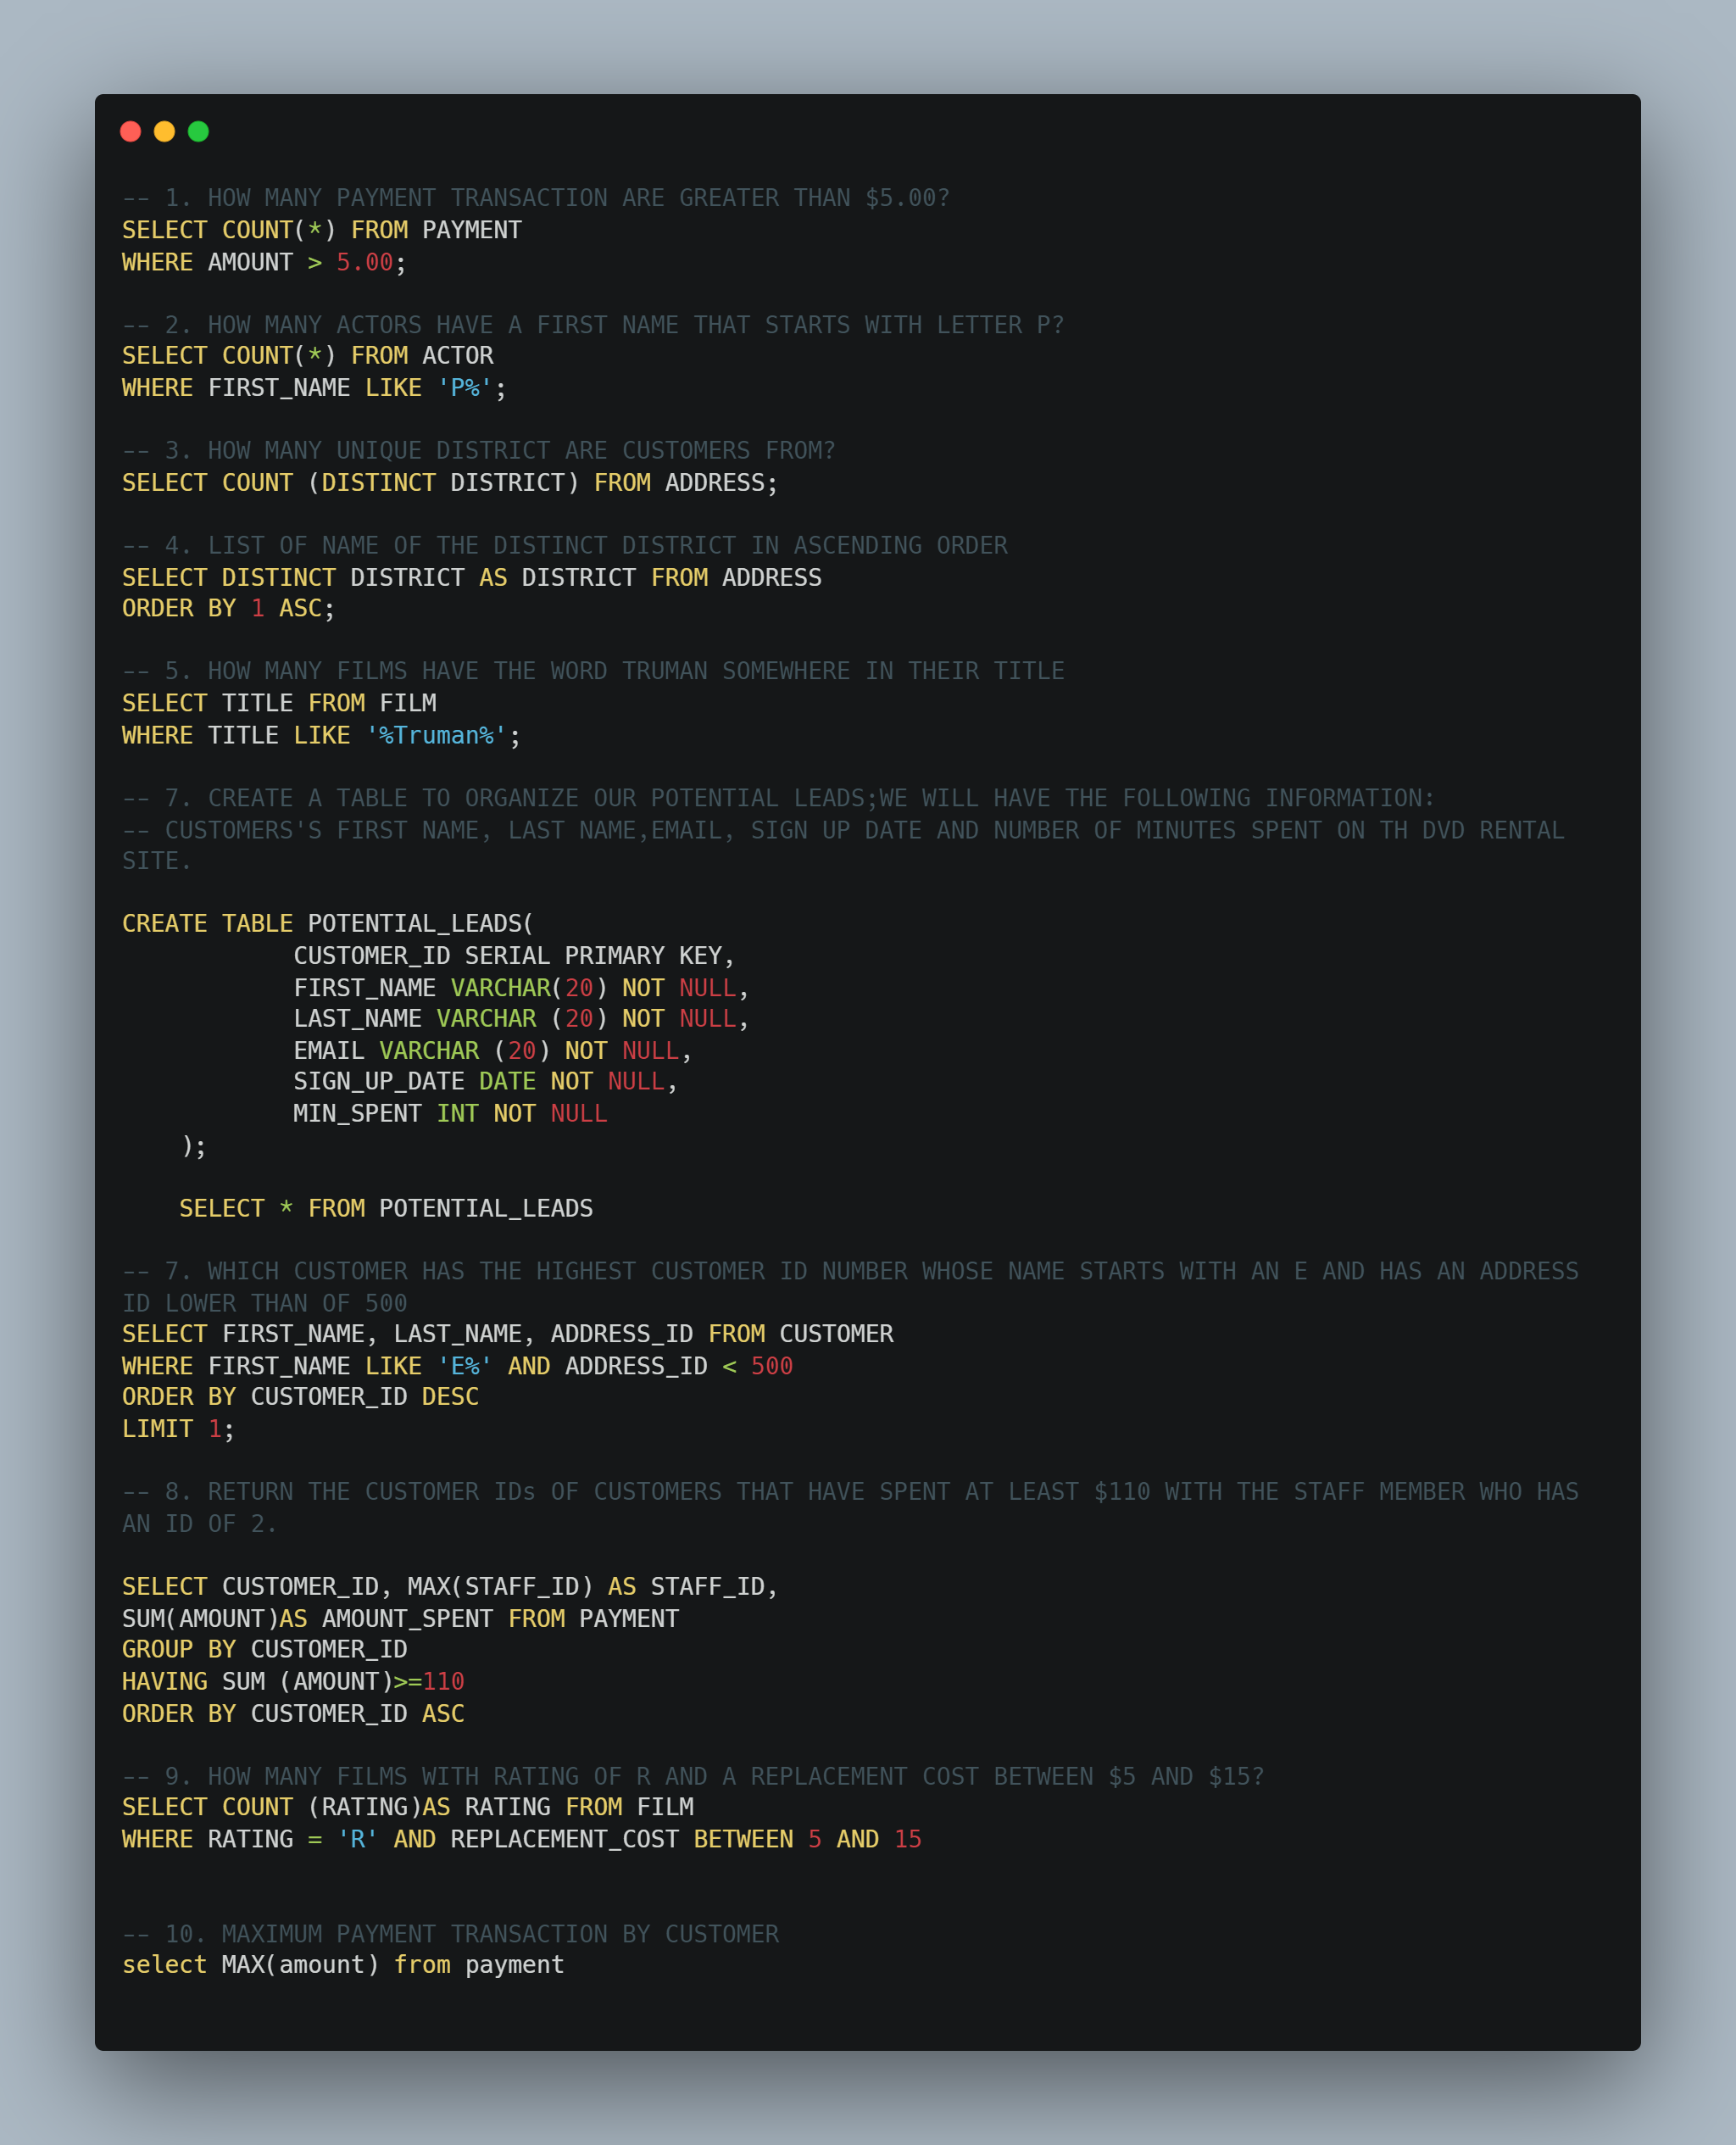 -- 1. HOW MANY PAYMENT TRANSACTION ARE GREATER THAN $5.00?
SELECT COUNT(*) FROM PAYMENT
WHERE AMOUNT > 5.00;

-- 2. HOW MANY ACTORS HAVE A FIRST NAME THAT STARTS WITH LETTER P?
SELECT COUNT(*) FROM ACTOR
WHERE FIRST_NAME LIKE 'P%';

-- 3. HOW MANY UNIQUE DISTRICT ARE CUSTOMERS FROM?
SELECT COUNT (DISTINCT DISTRICT) FROM ADDRESS;

-- 4. LIST OF NAME OF THE DISTINCT DISTRICT IN ASCENDING ORDER
SELECT DISTINCT DISTRICT AS DISTRICT FROM ADDRESS
ORDER BY 1 ASC;

-- 5. HOW MANY FILMS HAVE THE WORD TRUMAN SOMEWHERE IN THEIR TITLE
SELECT TITLE FROM FILM
WHERE TITLE LIKE '%Truman%';

-- 7. CREATE A TABLE TO ORGANIZE OUR POTENTIAL LEADS;WE WILL HAVE THE FOLLOWING INFORMATION:
-- CUSTOMERS'S FIRST NAME, LAST NAME,EMAIL, SIGN UP DATE AND NUMBER OF MINUTES SPENT ON TH DVD RENTAL
SITE.

CREATE TABLE POTENTIAL_LEADS(
            CUSTOMER_ID SERIAL PRIMARY KEY,
            FIRST_NAME VARCHAR(20) NOT NULL,
            LAST_NAME VARCHAR (20) NOT NULL,
            EMAIL VARCHAR (20) NOT NULL,
            SIGN_UP_DATE DATE NOT NULL,
            MIN_SPENT INT NOT NULL
    );

    SELECT * FROM POTENTIAL_LEADS

-- 7. WHICH CUSTOMER HAS THE HIGHEST CUSTOMER ID NUMBER WHOSE NAME STARTS WITH AN E AND HAS AN ADDRESS
ID LOWER THAN OF 500
SELECT FIRST_NAME, LAST_NAME, ADDRESS_ID FROM CUSTOMER
WHERE FIRST_NAME LIKE 'E%' AND ADDRESS_ID < 500
ORDER BY CUSTOMER_ID DESC
LIMIT 1;

-- 8. RETURN THE CUSTOMER IDs OF CUSTOMERS THAT HAVE SPENT AT LEAST $110 WITH THE STAFF MEMBER WHO HAS
AN ID OF 2.

SELECT CUSTOMER_ID, MAX(STAFF_ID) AS STAFF_ID,
SUM(AMOUNT)AS AMOUNT_SPENT FROM PAYMENT
GROUP BY CUSTOMER_ID
HAVING SUM (AMOUNT)>=110
ORDER BY CUSTOMER_ID ASC

-- 9. HOW MANY FILMS WITH RATING OF R AND A REPLACEMENT COST BETWEEN $5 AND $15?
SELECT COUNT (RATING)AS RATING FROM FILM
WHERE RATING = 'R' AND REPLACEMENT_COST BETWEEN 5 AND 15

-- 10. MAXIMUM PAYMENT TRANSACTION BY CUSTOMER
select MAX(amount) from payment